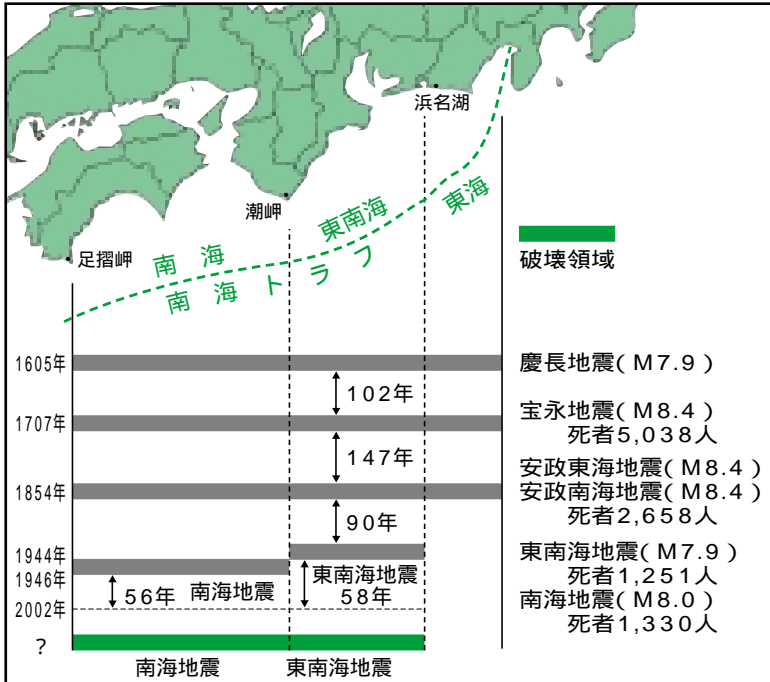 浜名湖
潮岬
足摺岬
南海
東南海
東海
南海トラフ
破壊領域
1605年
慶長地震(M7.9)
102年
1707年
宝永地震(M8.4)
死者5,038人
147年
安政東海地震(M8.4)
1854年
安政南海地震(M8.4)
死者2,658人
90年
1944年
東南海地震(M7.9)
死者1,251人
1946年
56年
南海地震
東南海地震
58年
南海地震(M8.0)
死者1,330人
2002年
?
南海地震
東南海地震